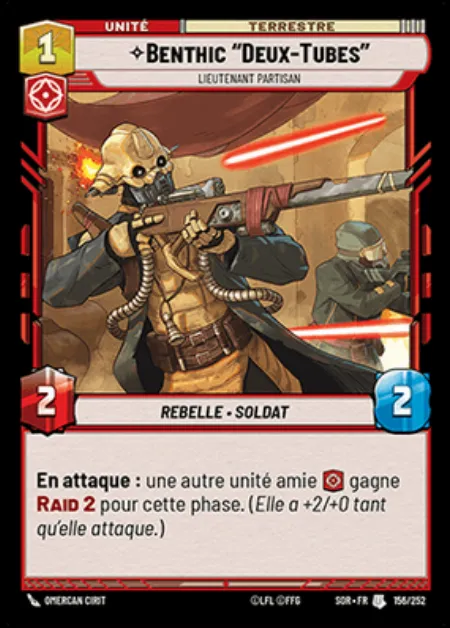 UNITÉ TERRESTRE
1
BENTHIC “DEUX-TUBES”
LIEUTENANT PARTISAN
2 REBELLE • SOLDAT 2
En attaque : une autre unité amie gagne
RAID 2 pour cette phase. (Elle a +2/+0 tant
qu'elle attaque.)
OMERCAN CIRIT ©LFL ©FFG SOR • FR 156/252